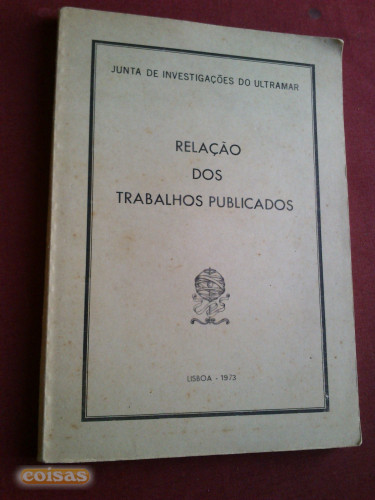 JUNTA DE INVESTIGAÇÕES DO ULTRAMAR
RELAÇÃO
DOS
TRABALHOS PUBLICADOS
LISBOA - 1973
coisas